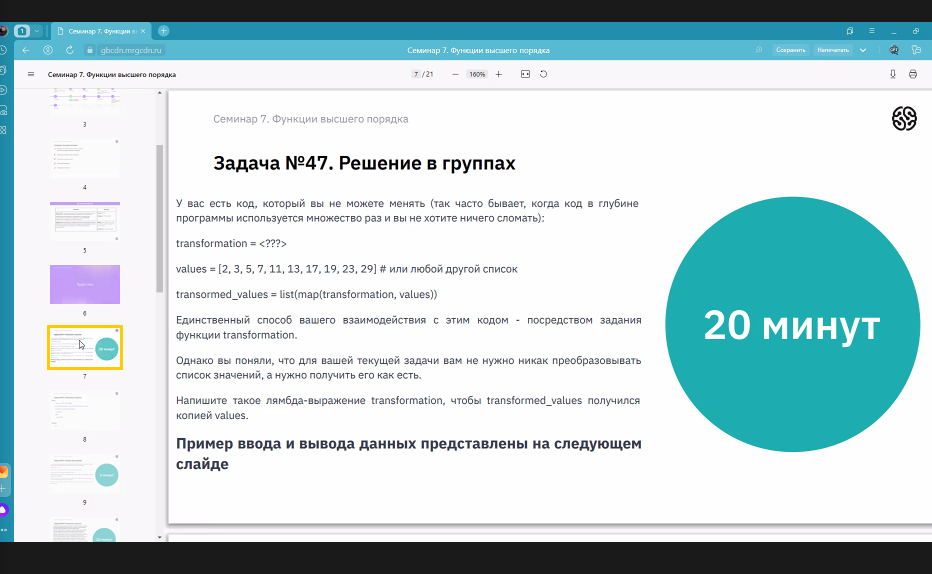 1
Семинар 7. Функции вы
gbcdn.mrgcdn.ru
Семинар 7. Функции высшего порядка
Сохранить
Напечатать
Семинар 7. Функции высшего порядка
7 / 21
160%
3
4
5
6
7
8
9
Семинар 7. Функции высшего порядка
Задача №47. Решение в группах
У вас есть код, который вы не можете менять (так часто бывает, когда код в глубине
программы используется множество раз и вы не хотите ничего сломать):
transformation = <???>
values = [2, 3, 5, 7, 11, 13, 17, 19, 23, 29] # или любой другой список
transormed_values = list(map(transformation, values))
Единственный способ вашего взаимодействия с этим кодом - посредством задания
функции transformation.
Однако вы поняли, что для вашей текущей задачи вам не нужно никак преобразовывать
список значений, а нужно получить его как есть.
Напишите такое лямбда-выражение transformation, чтобы transformed_values получился
копией values.
Пример ввода и вывода данных представлены на следующем
слайде
20 минут